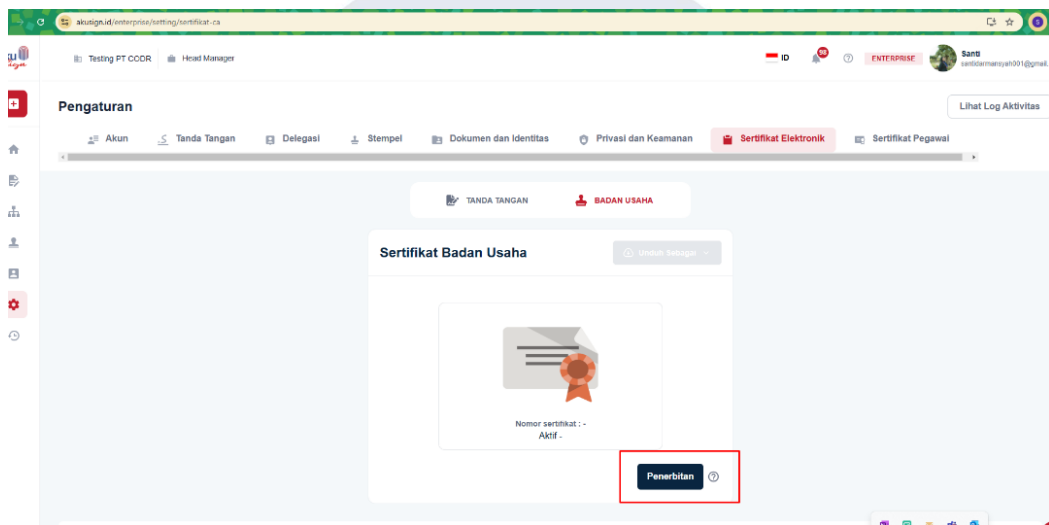 akusign.id/enterprise/setting/sertifikat-ca
Testing PT CCDR Head Manager ID 98 ENTERPRISE Santi
santidarmansyah001@gmail.
Pengaturan Lihat Log Aktivitas
Akun Tanda Tangan Delegasi Stempel Dokumen dan Identitas Privasi dan Keamanan Sertifikat Elektronik Sertifikat Pegawai
TANDA TANGAN BADAN USAHA
Sertifikat Badan Usaha Unduh Sebagai
Nomor sertifikat : -
Aktif -
Penerbitan